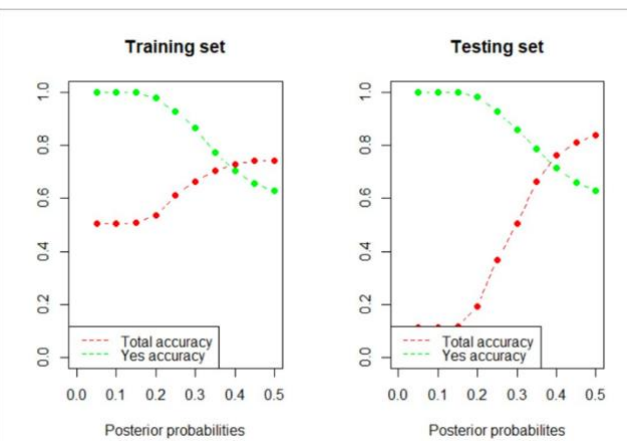 Training set
1.0
0.8
0.6
0.4
0.2
0.0
Total accuracy
Yes accuracy
0.0 0.1 0.2 0.3 0.4 0.5
Posterior probabilities
Testing set
1.0
0.8
0.6
0.4
0.2
0.0
Total accuracy
Yes accuracy
0.0 0.1 0.2 0.3 0.4 0.5
Posterior probabilites